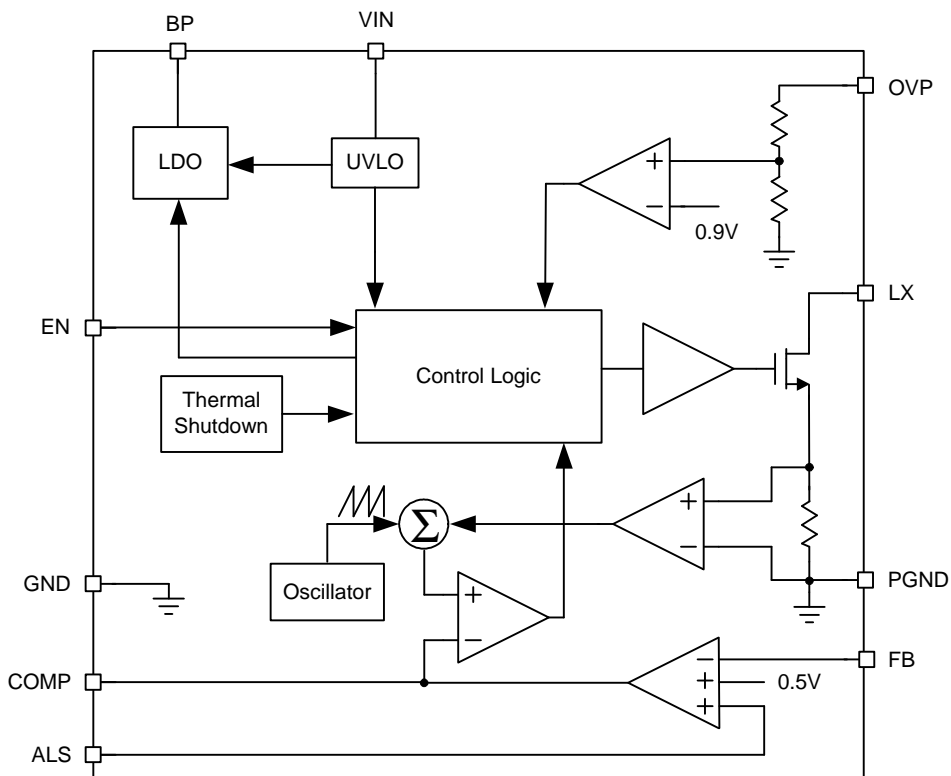 BP
VIN
OVP
LDO
UVLO
+
−
0.9V
LX
EN
Control Logic
Thermal
Shutdown
Σ
+
−
Oscillator
+
−
GND
PGND
COMP
−
+
+
0.5V
FB
ALS